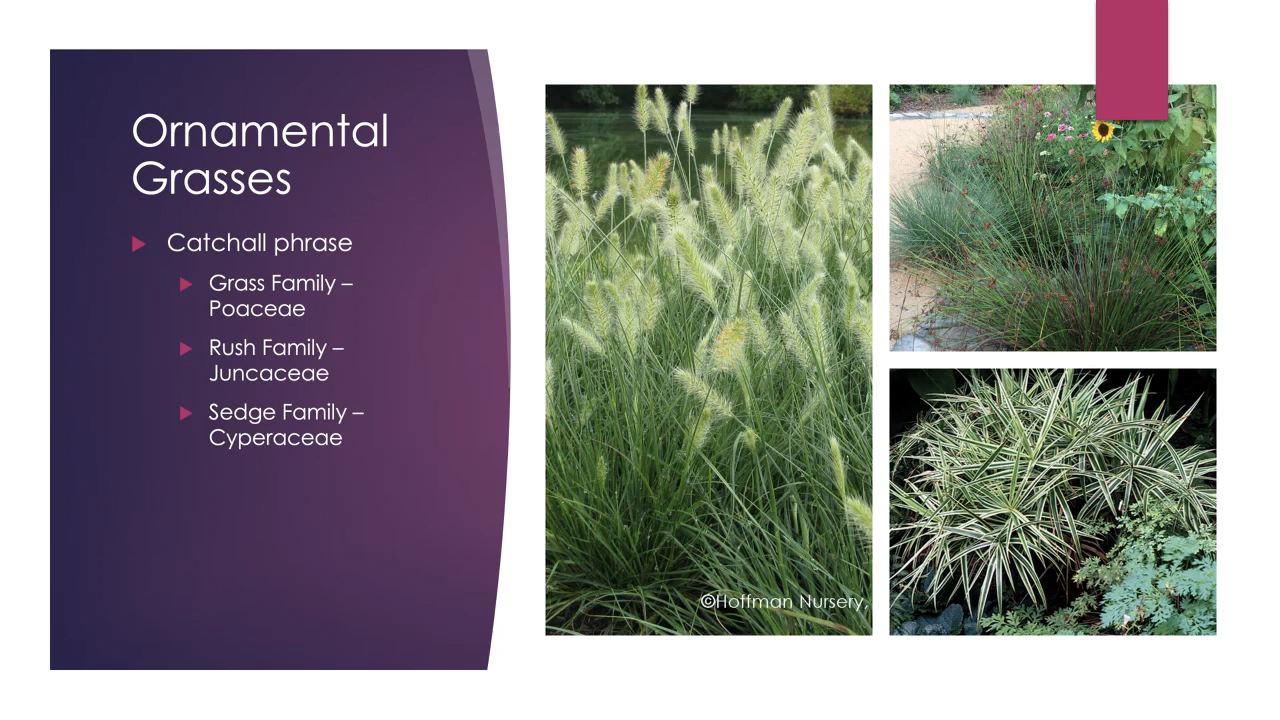 Ornamental
Grasses
Catchall phrase
Grass Family –
Poaceae
Rush Family –
Juncaceae
Sedge Family –
Cyperaceae
©Hoffman Nursery,